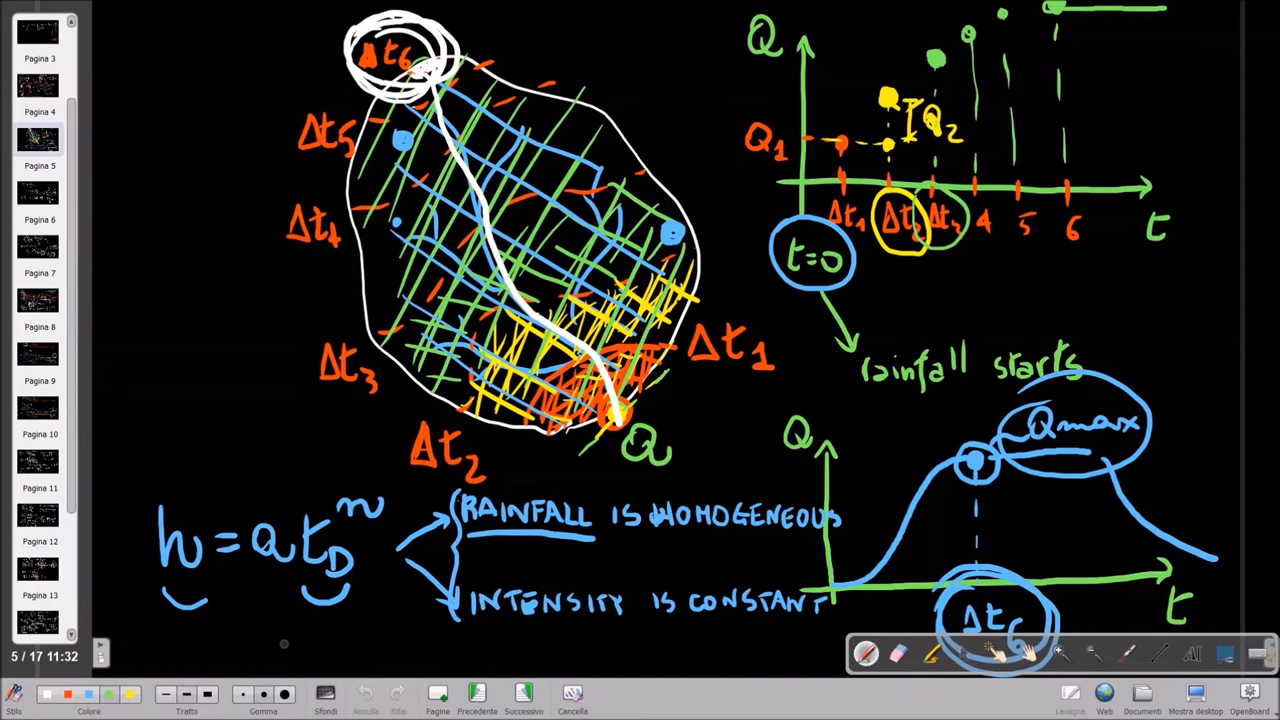 Pagina 3
Pagina 4
Pagina 5
Pagina 6
Pagina 7
Pagina 8
Pagina 9
Pagina 10
Pagina 11
Pagina 12
Pagina 13
5 / 17 11:32
Δt6
Δt5
Δt4
Δt3
Δt2
Δt1
Q
Q
Q1
Q2
Δt1 Δt2 Δt3 4 5 6
t
t=0
rainfall starts
Q
Qmax
Δt6
t
h = a tD^n
RAINFALL IS HOMOGENEOUS
INTENSITY IS CONSTANT
Stilo
Colore
Tratto
Gomma
Sfondi
Annulla
Rifai
Pagine
Precedente
Successivo
Cancella
Lavagna
Web
Documenti
Mostra desktop
OpenBoard